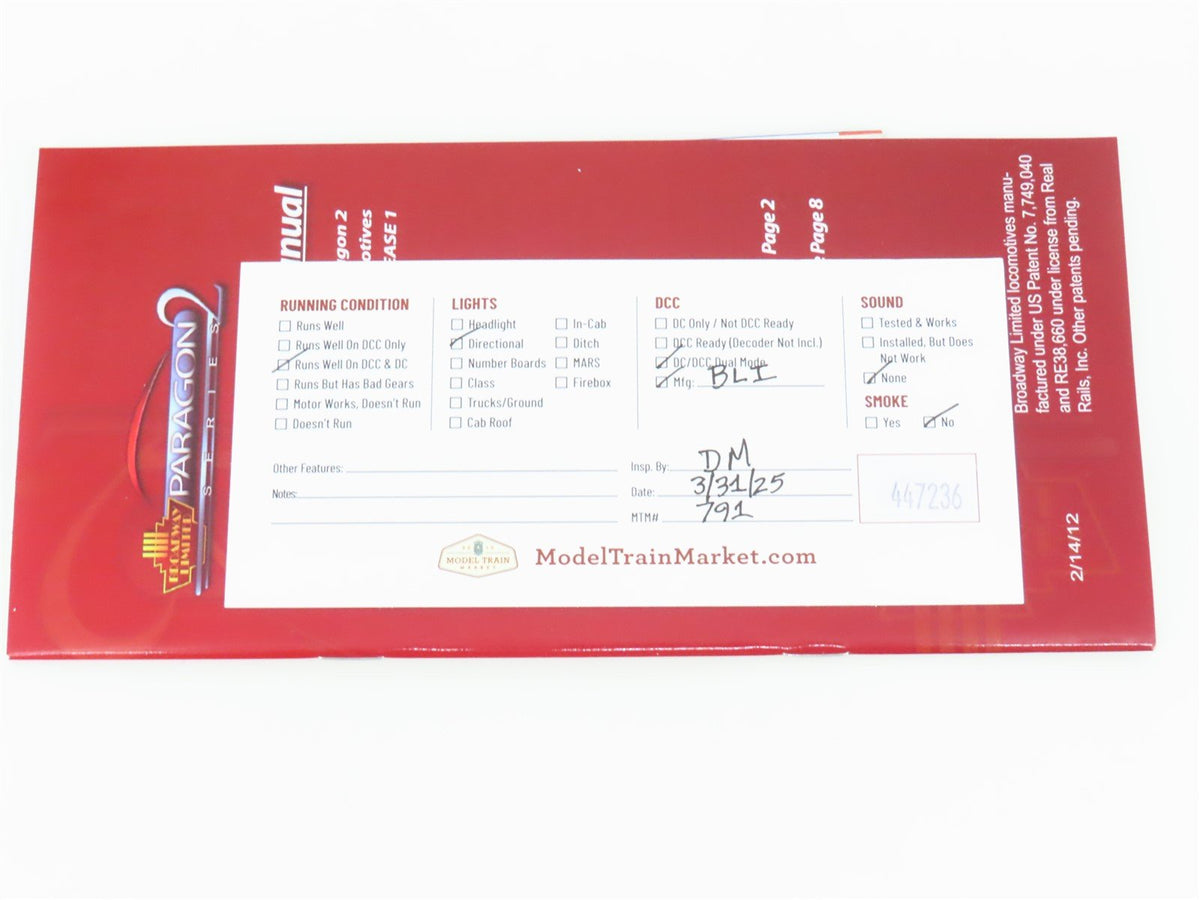 nual
gon 2
otives
EASE 1
Page 2
Page 8
Broadway Limited locomotives manu-
factured under US Patent No. 7,749,040
and RE38,660 under license from Real
Rails, Inc. Other patents pending.
2/14/12
PARAGON
SERIES
BROADWAY
LIMITED
RUNNING CONDITION
Runs Well
Runs Well On DCC Only
Runs Well On DCC & DC
Runs But Has Bad Gears
Motor Works, Doesn't Run
Doesn't Run
LIGHTS
Headlight
Directional
Number Boards
Class
Trucks/Ground
Cab Roof
In-Cab
Ditch
MARS
Firebox
DCC
DC Only / Not DCC Ready
DCC Ready (Decoder Not Incl.)
DC/DCC Dual Mode
Mfg: BLI
SOUND
Tested & Works
Installed, But Does
Not Work
None
SMOKE
Yes No
Other Features:
Notes:
Insp. By: DM
Date: 3/31/25
MTM# 791
447236
MODEL TRAIN
MARKET
ModelTrainMarket.com